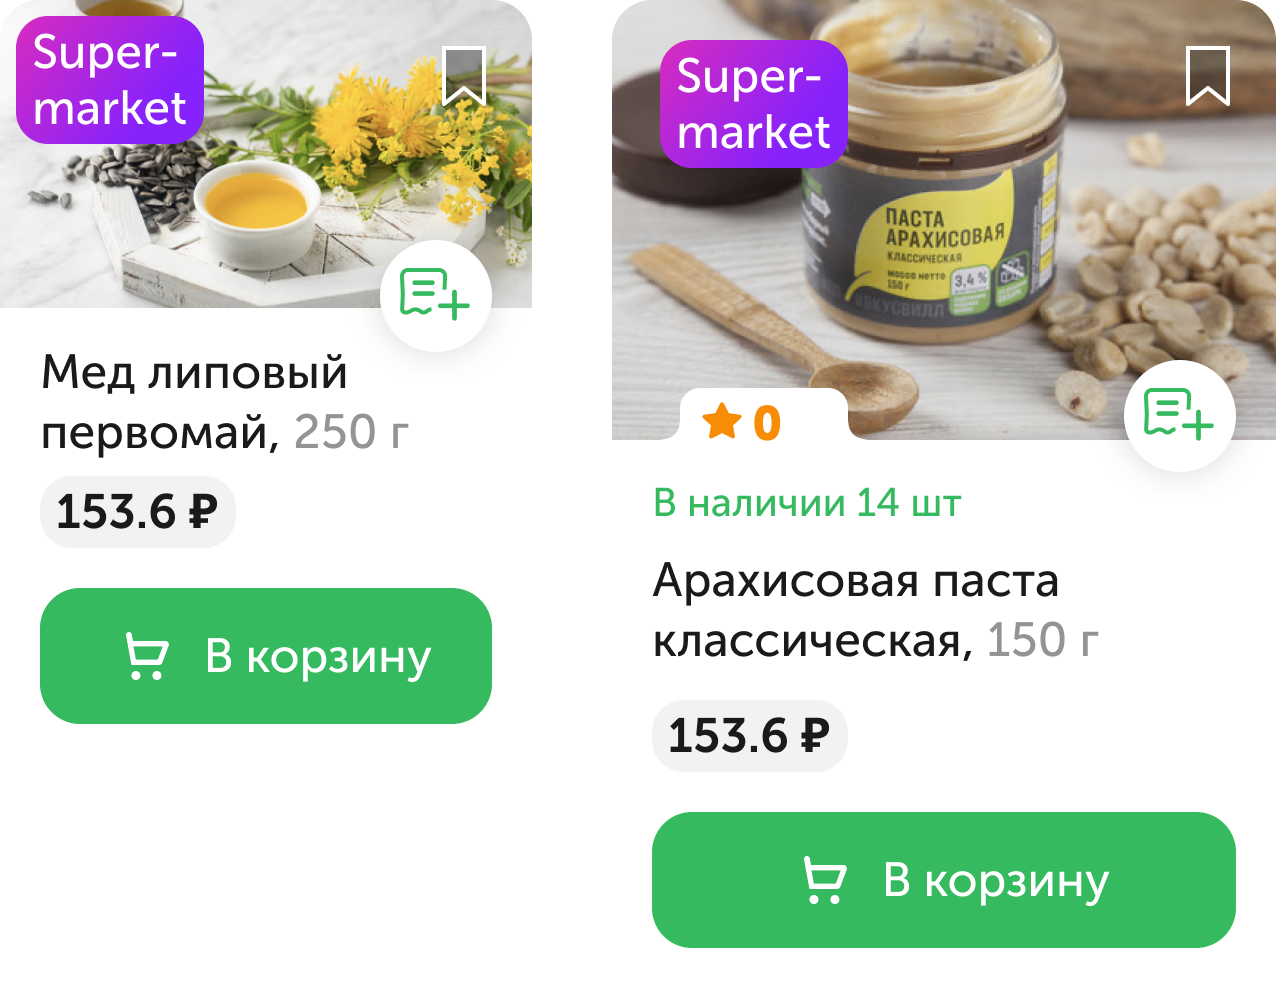 Super-
market
Мед липовый
первомай, 250 г
153.6 ₽
В корзину
Super-
market
ПАСТА
АРАХИСОВАЯ
КЛАССИЧЕСКАЯ
масса нетто
150 г
3,4 %
ВКУСВИЛЛ
0
В наличии 14 шт
Арахисовая паста
классическая, 150 г
153.6 ₽
В корзину